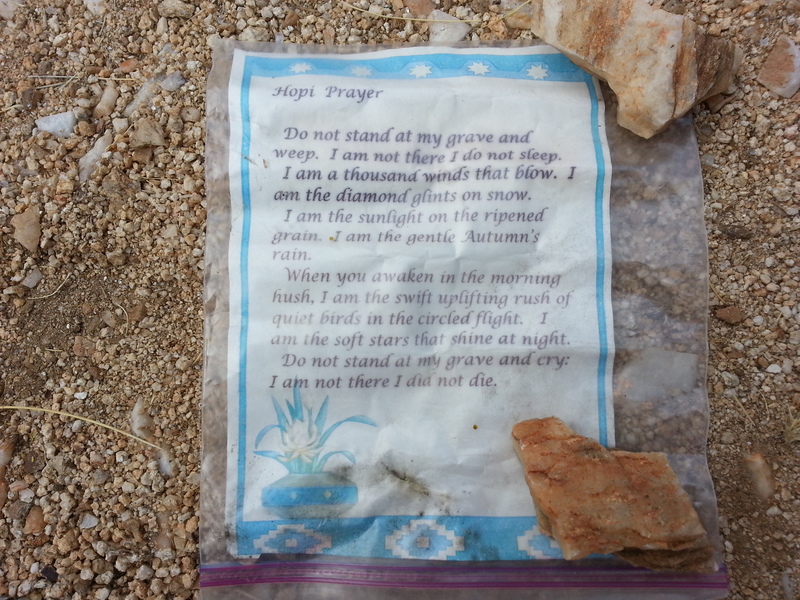 Hopi Prayer
Do not stand at my grave and
weep. I am not there I do not sleep.
I am a thousand winds that blow. I
am the diamond glints on snow.
I am the sunlight on the ripened
grain. I am the gentle Autumn's
rain.
When you awaken in the morning
hush, I am the swift uplifting rush of
quiet birds in the circled flight. I
am the soft stars that shine at night.
Do not stand at my grave and cry:
I am not there I did not die.